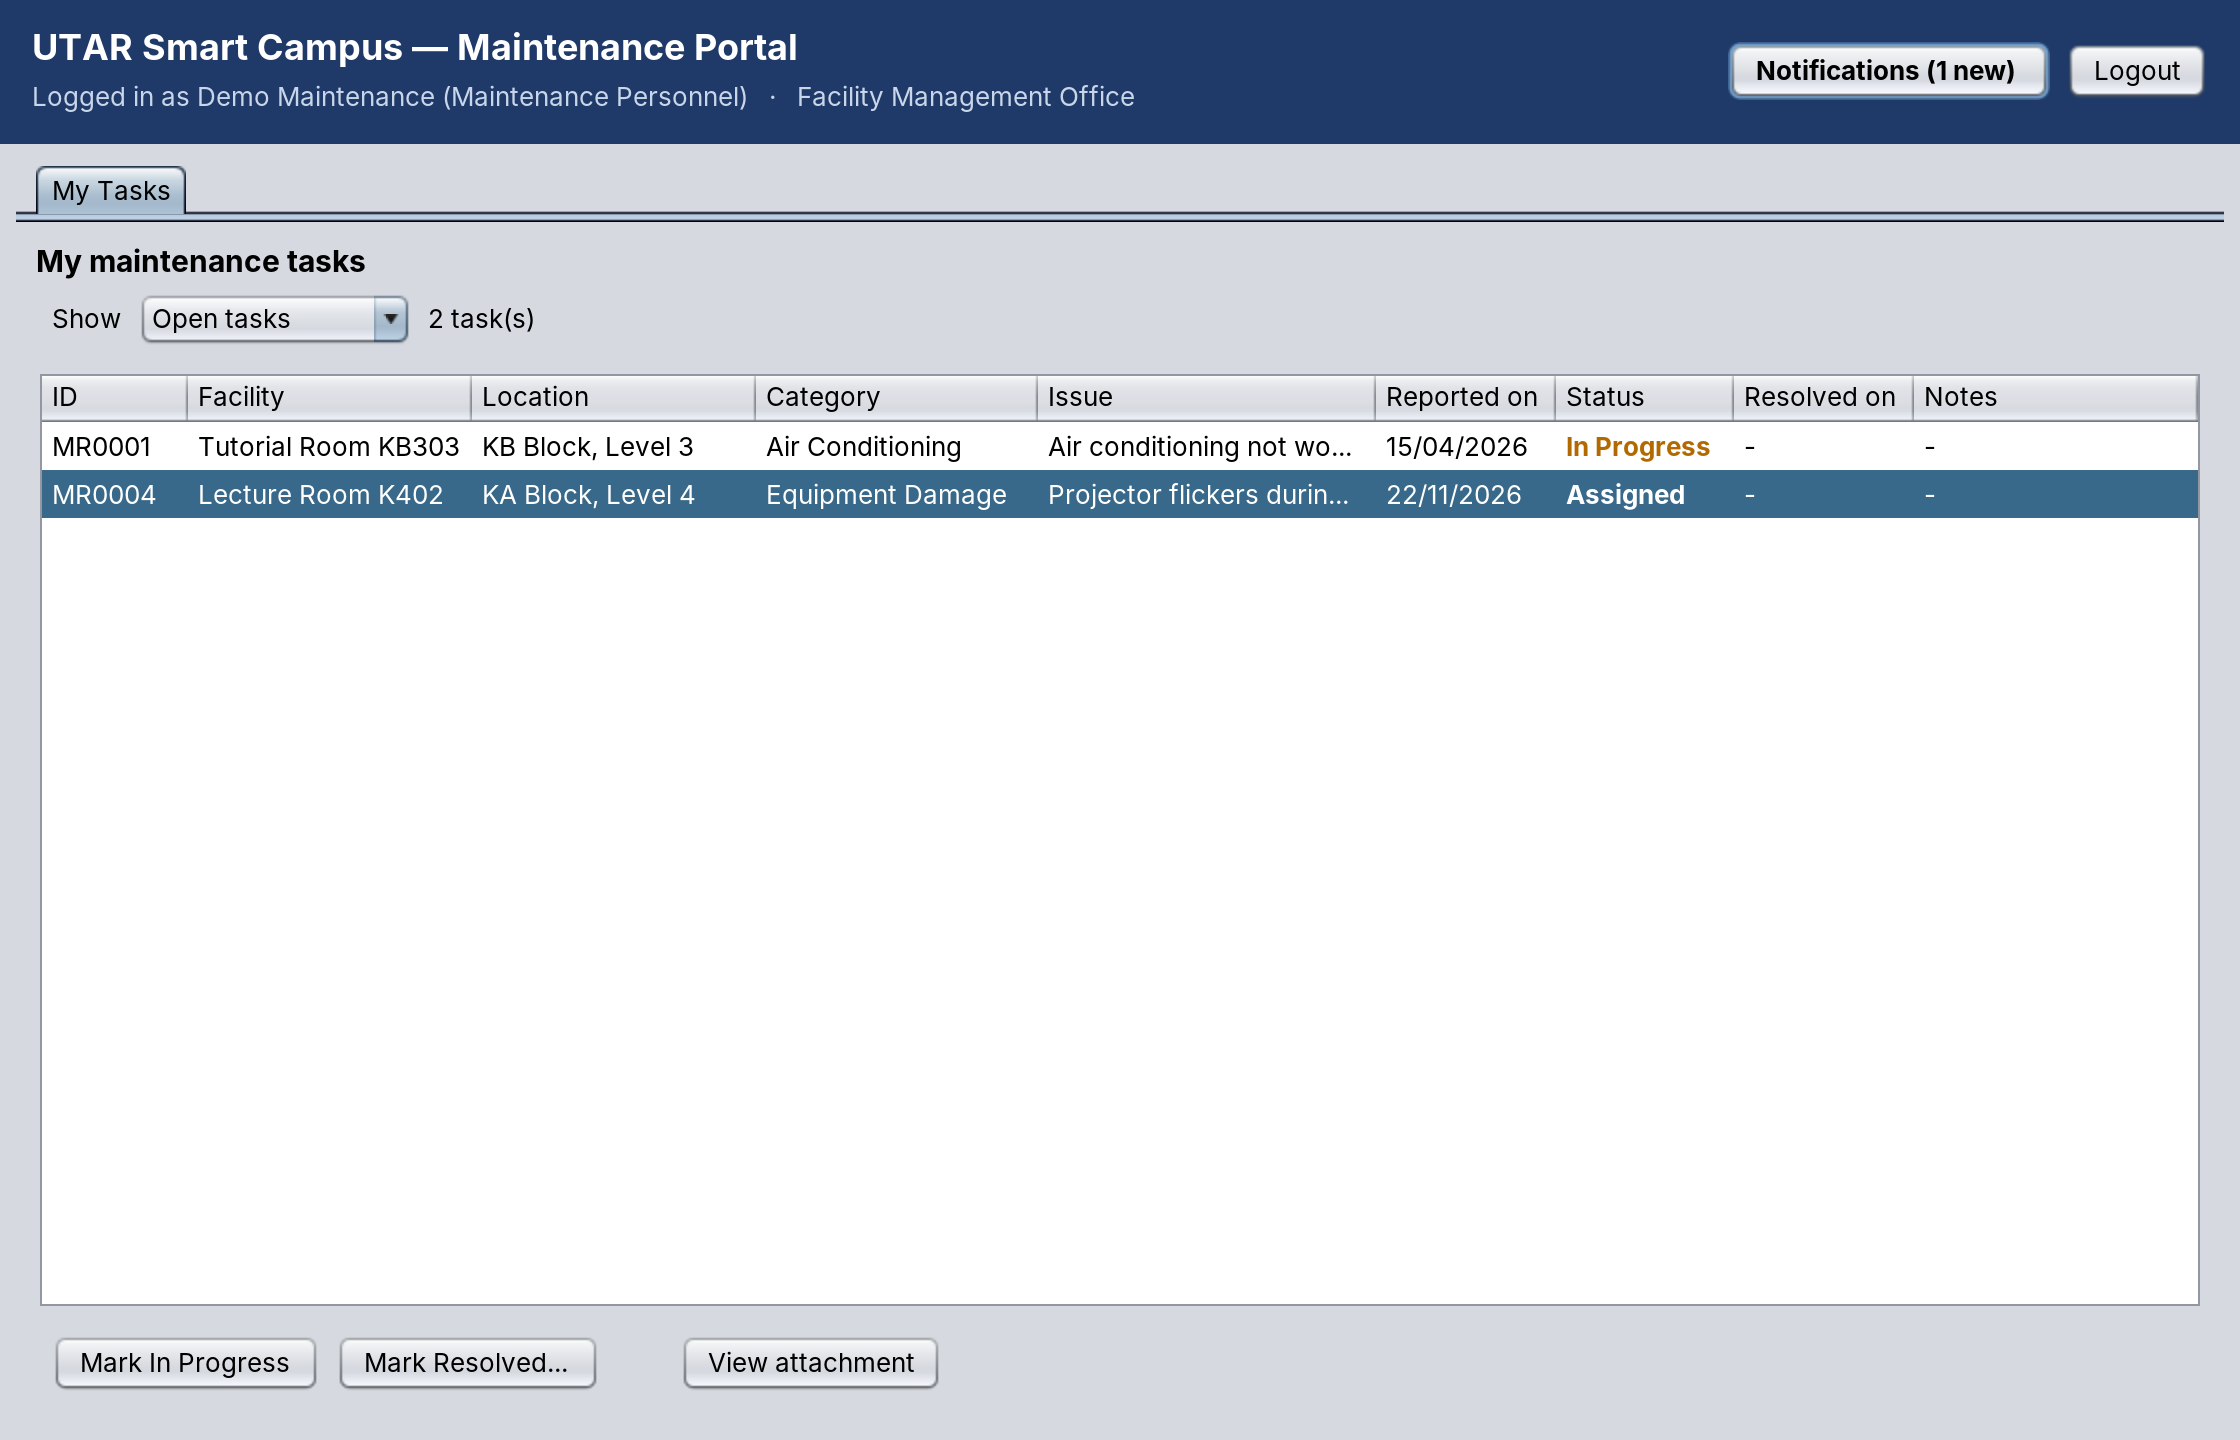 UTAR Smart Campus — Maintenance Portal
Logged in as Demo Maintenance (Maintenance Personnel) · Facility Management Office
Notifications (1 new)
Logout
My Tasks
My maintenance tasks
Show Open tasks 2 task(s)
ID Facility Location Category Issue Reported on Status Resolved on Notes
MR0001 Tutorial Room KB303 KB Block, Level 3 Air Conditioning Air conditioning not wo... 15/04/2026 In Progress - -
MR0004 Lecture Room K402 KA Block, Level 4 Equipment Damage Projector flickers durin... 22/11/2026 Assigned - -
Mark In Progress Mark Resolved... View attachment